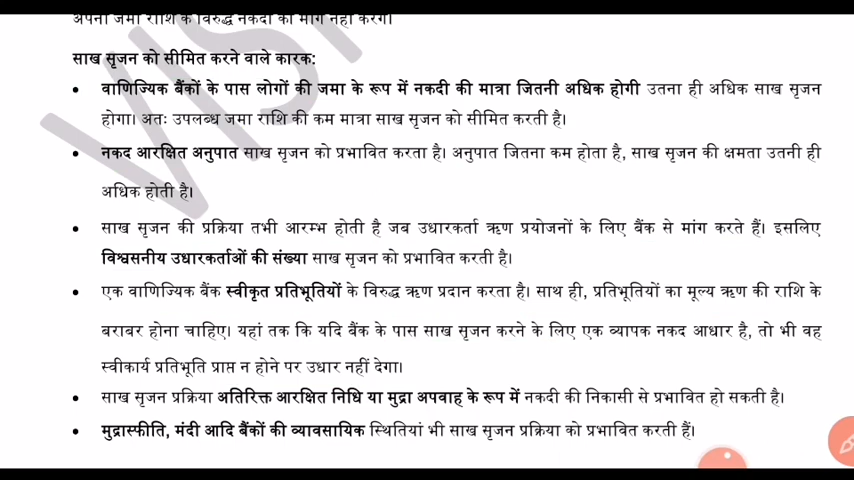 अपनी जमा राशि के विरुद्ध नकदी की मांग नहीं करेंगे।
साख सृजन को सीमित करने वाले कारक:
• वाणिज्यिक बैंकों के पास लोगों की जमा के रूप में नकदी की मात्रा जितनी अधिक होगी उतना ही अधिक साख सृजन
होगा। अतः उपलब्ध जमा राशि की कम मात्रा साख सृजन को सीमित करती है।
• नकद आरक्षित अनुपात साख सृजन को प्रभावित करता है। अनुपात जितना कम होता है, साख सृजन की क्षमता उतनी ही
अधिक होती है।
• साख सृजन की प्रक्रिया तभी आरम्भ होती है जब उधारकर्ता ऋण प्रयोजनों के लिए बैंक से मांग करते हैं। इसलिए
विश्वसनीय उधारकर्ताओं की संख्या साख सृजन को प्रभावित करती है।
• एक वाणिज्यिक बैंक स्वीकृत प्रतिभूतियों के विरुद्ध ऋण प्रदान करता है। साथ ही, प्रतिभूतियों का मूल्य ऋण की राशि के
बराबर होना चाहिए। यहां तक कि यदि बैंक के पास साख सृजन करने के लिए एक व्यापक नकद आधार है, तो भी वह
स्वीकार्य प्रतिभूति प्राप्त न होने पर उधार नहीं देगा।
• साख सृजन प्रक्रिया अतिरिक्त आरक्षित निधि या मुद्रा अपवाह के रूप में नकदी की निकासी से प्रभावित हो सकती है।
• मुद्रास्फीति, मंदी आदि बैंकों की व्यावसायिक स्थितियां भी साख सृजन प्रक्रिया को प्रभावित करती हैं।